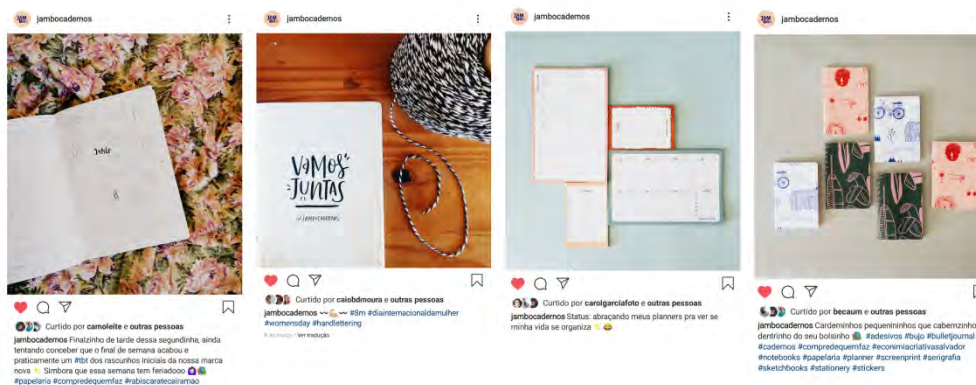 jambocadernos
Curtido por camoleite e outras pessoas
jambocadernos Finalzinho de tarde dessa segundinha, ainda
tentando conceber que o final de semana acabou e
praticamente um #tbt dos rascunhos iniciais da nossa marca
nova Simbora que essa semana tem feriadooo
#papelaria #compredequemfaz #rabiscaratecairamao
jambocadernos
VAMOS
JUNTAS
Curtido por caiobdmoura e outras pessoas
jambocadernos #8m #diainternacionaldamulher
#womensday #handlettering
8 de março · Ver tradução
jambocadernos
Curtido por carolgarciafoto e outras pessoas
jambocadernos Status: abraçando meus planners pra ver se
minha vida se organiza
jambocadernos
Curtido por becaum e outras pessoas
jambocadernos Carderninhos pequenininhos que cabemzinho
dentrinho do seu bolsinho #adesivos #bujo #bulletjournal
#cadernos #compredequemfaz #economiacriativasalvador
#notebooks #papelaria #planner #screenprint #serigrafia
#sketchbooks #stationery #stickers